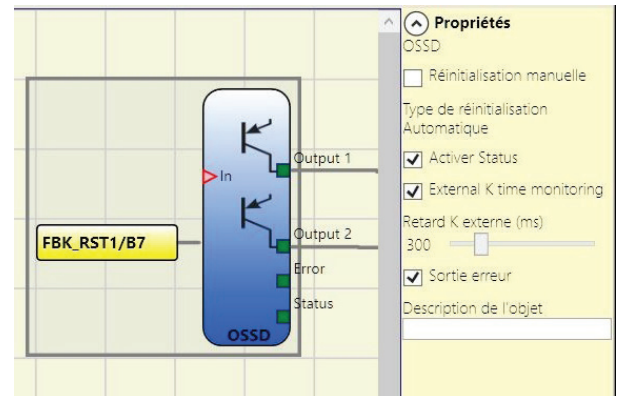 Output 1
In
Output 2
FBK_RST1/B7
Error
Status
OSSD
Propriétés
OSSD
Réinitialisation manuelle
Type de réinitialisation
Automatique
Activer Status
External K time monitoring
Retard K externe (ms)
300
Sortie erreur
Description de l'objet